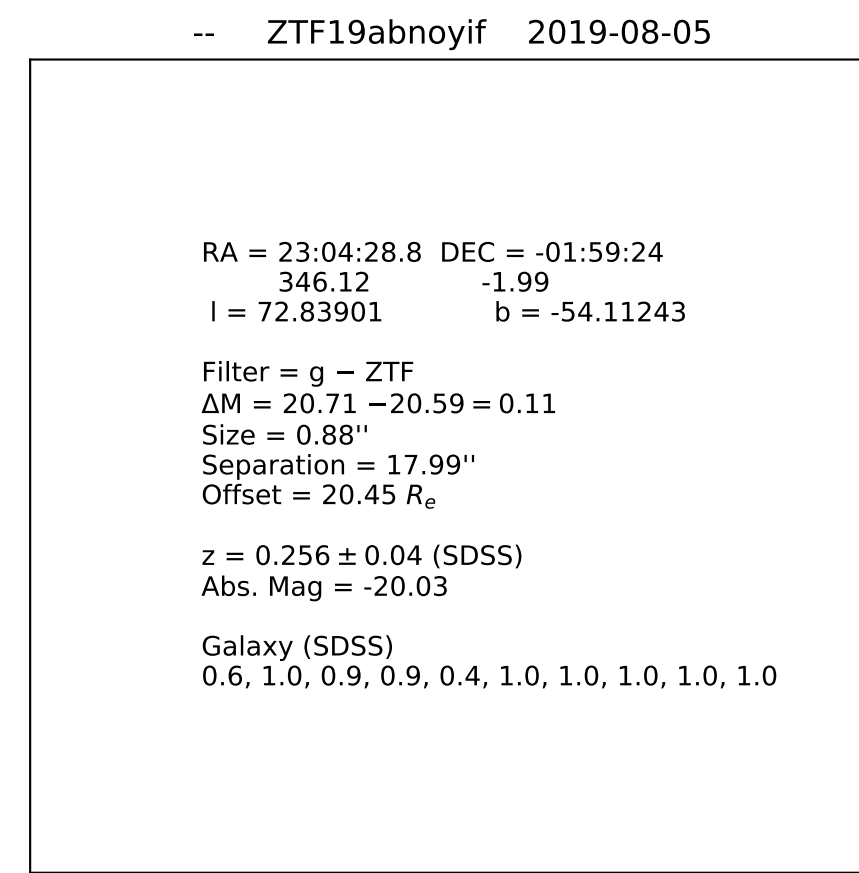 -- ZTF19abnoyif 2019-08-05
RA = 23:04:28.8 DEC = -01:59:24
346.12 -1.99
l = 72.83901 b = -54.11243
Filter = g − ZTF
ΔM = 20.71 −20.59 = 0.11
Size = 0.88''
Separation = 17.99''
Offset = 20.45 Rₑ
z = 0.256 ± 0.04 (SDSS)
Abs. Mag = -20.03
Galaxy (SDSS)
0.6, 1.0, 0.9, 0.9, 0.4, 1.0, 1.0, 1.0, 1.0, 1.0